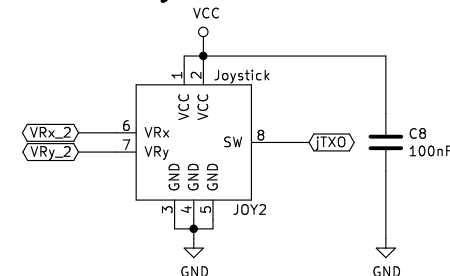 VCC
1
2
Joystick
VCC
VCC
VRx_2
6
VRx
VRy_2
7
VRy
SW
8
jTXO
C8
100nF
GND
GND
GND
3
4
5
JOY2
GND
GND